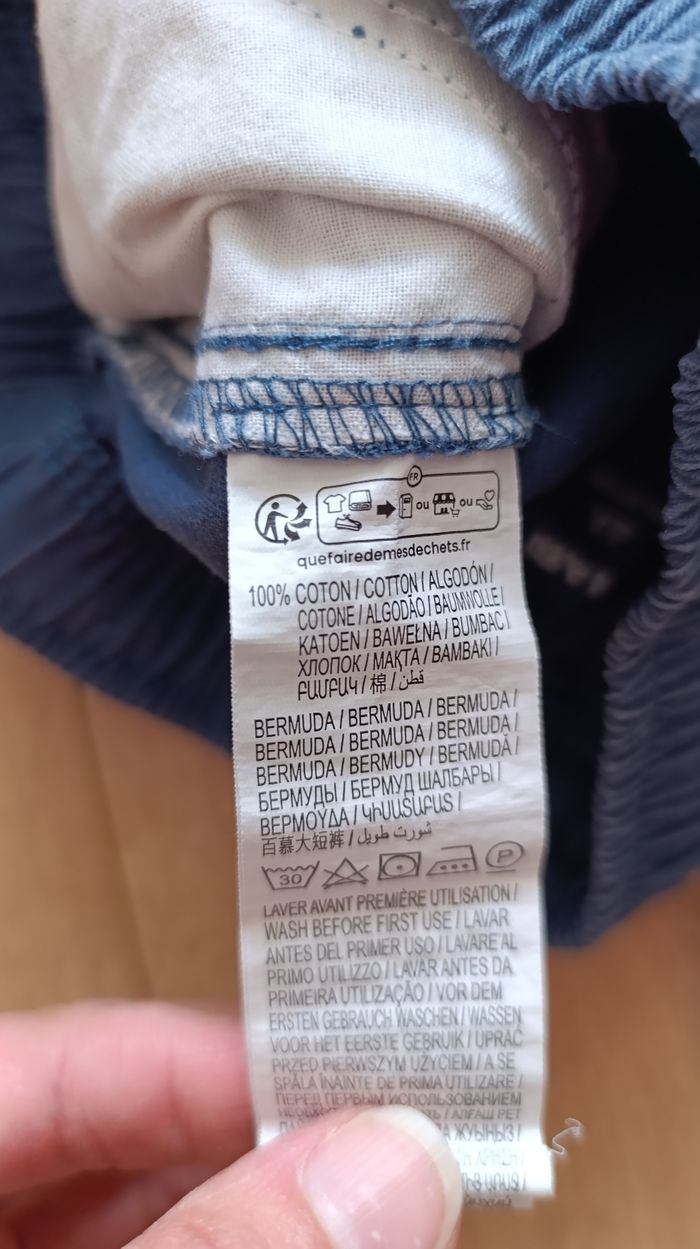 FR
ou ou
quefairedemesdechets.fr
100% COTON / COTTON / ALGODÓN /
COTONE / ALGODÃO / BAUMWOLLE /
KATOEN / BAWEŁNA / BUMBAC /
ХЛОПОК / МАҚТА / BAMBAKI /
ԲԱՄԲԱԿ / 棉 / قطن
BERMUDA / BERMUDA / BERMUDA /
BERMUDA / BERMUDA / BERMUDA /
BERMUDA / BERMUDY / BERMUDĂ /
БЕРМУДЫ / БЕРМУД ШАЛБАРЫ /
ΒΕΡΜΟΥΔΑ / ԿԻՍԱՏԱԲԱՏ /
百慕大短裤 / شورت طويل
30 P
LAVER AVANT PREMIÈRE UTILISATION /
WASH BEFORE FIRST USE / LAVAR
ANTES DEL PRIMER USO / LAVARE AL
PRIMO UTILIZZO / LAVAR ANTES DA
PRIMEIRA UTILIZAÇÃO / VOR DEM
ERSTEN GEBRAUCH WASCHEN / WASSEN
VOOR HET EERSTE GEBRUIK / UPRAĆ
PRZED PIERWSZYM UŻYCIEM / A SE
SPĂLA ÎNAINTE DE PRIMA UTILIZARE /
ПЕРЕД ПЕРВЫМ ИСПОЛЬЗОВАНИЕМ
АЛҒАШ РЕТ
ЖУЫҢЫЗ /